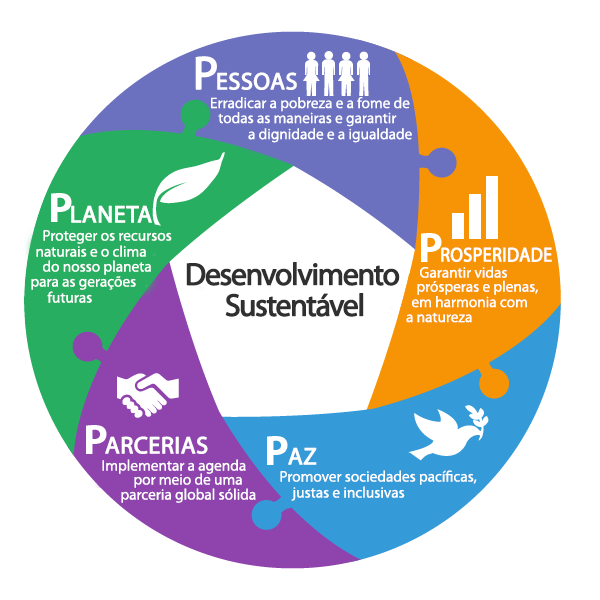 PESSOAS
Erradicar a pobreza e a fome de
todas as maneiras e garantir
a dignidade e a igualdade
PLANETA
Proteger os recursos
naturais e o clima
do nosso planeta
para as gerações
futuras
Desenvolvimento
Sustentável
PROSPERIDADE
Garantir vidas
prósperas e plenas,
em harmonia com
a natureza
PARCERIAS
Implementar a agenda
por meio de uma
parceria global sólida
PAZ
Promover sociedades pacíficas,
justas e inclusivas